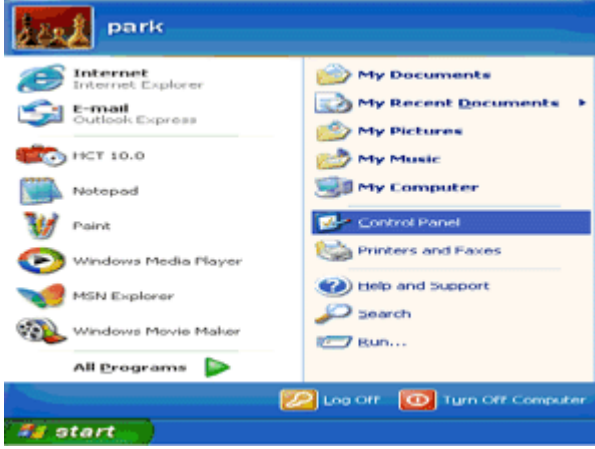 park
Internet
Internet Explorer
E-mail
Outlook Express
HCT 10.0
Notepad
Paint
Windows Media Player
MSN Explorer
Windows Movie Maker
All Programs
My Documents
My Recent Documents
My Pictures
My Music
My Computer
Control Panel
Printers and Faxes
Help and Support
Search
Run...
Log Off
Turn Off Computer
start